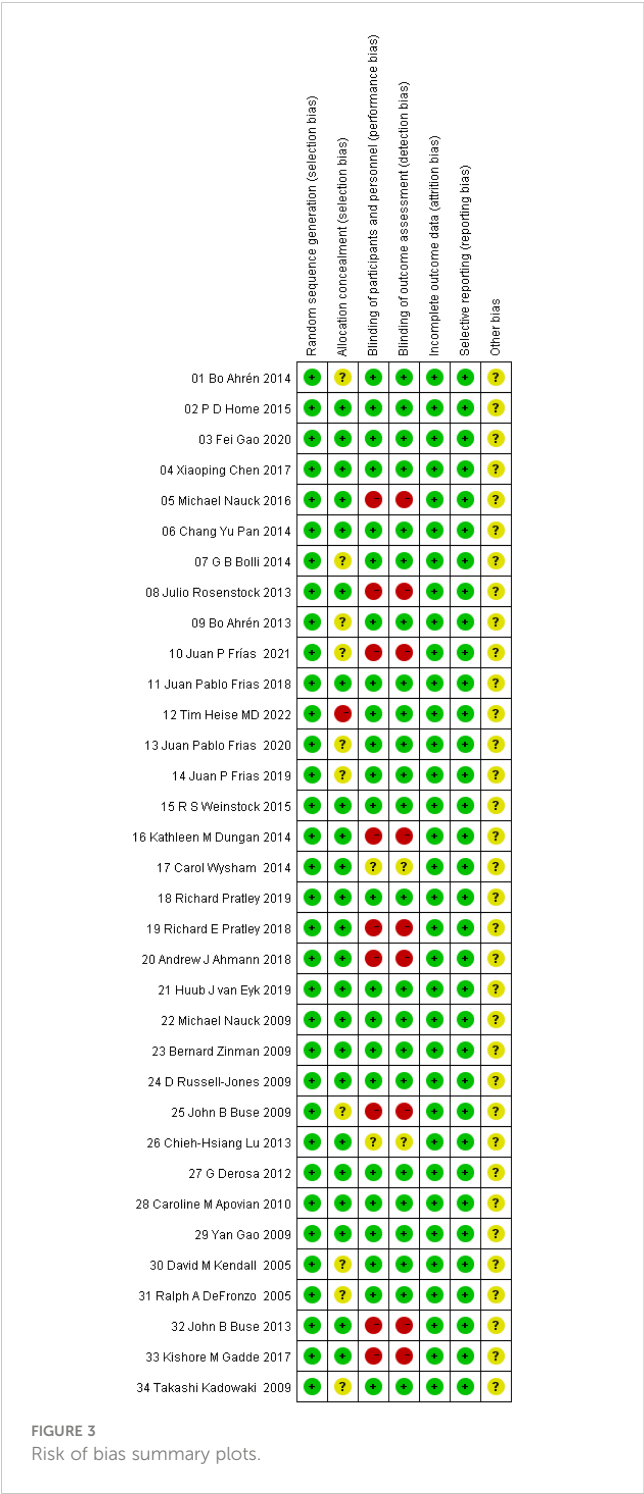 Random sequence generation (selection bias)
Allocation concealment (selection bias)
Blinding of participants and personnel (performance bias)
Blinding of outcome assessment (detection bias)
Incomplete outcome data (attrition bias)
Selective reporting (reporting bias)
Other bias
01 Bo Ahrén 2014 + ? + + + + ?
02 P D Home 2015 + + + + + + ?
03 Fei Gao 2020 + + + + + + ?
04 Xiaoping Chen 2017 + + + + + + ?
05 Michael Nauck 2016 + + - - + + ?
06 Chang Yu Pan 2014 + + + + + + ?
07 G B Bolli 2014 + ? + + + + ?
08 Julio Rosenstock 2013 + + - - + + ?
09 Bo Ahrén 2013 + ? + + + + ?
10 Juan P Frías 2021 + ? - - + + ?
11 Juan Pablo Frias 2018 + + + + + + ?
12 Tim Heise MD 2022 + - + + + + ?
13 Juan Pablo Frias 2020 + ? + + + + ?
14 Juan P Frias 2019 + ? + + + + ?
15 R S Weinstock 2015 + + + + + + ?
16 Kathleen M Dungan 2014 + + - - + + ?
17 Carol Wysham 2014 + + ? ? + + ?
18 Richard Pratley 2019 + + + + + + ?
19 Richard E Pratley 2018 + + - - + + ?
20 Andrew J Ahmann 2018 + + - - + + ?
21 Huub J van Eyk 2019 + + + + + + ?
22 Michael Nauck 2009 + + + + + + ?
23 Bernard Zinman 2009 + + + + + + ?
24 D Russell-Jones 2009 + + + + + + ?
25 John B Buse 2009 + ? - - + + ?
26 Chieh-Hsiang Lu 2013 + + ? ? + + ?
27 G Derosa 2012 + + + + + + ?
28 Caroline M Apovian 2010 + + + + + + ?
29 Yan Gao 2009 + + + + + + ?
30 David M Kendall 2005 + ? + + + + ?
31 Ralph A DeFronzo 2005 + ? + + + + ?
32 John B Buse 2013 + + - - + + ?
33 Kishore M Gadde 2017 + + - - + + ?
34 Takashi Kadowaki 2009 + ? + + + + ?
FIGURE 3
Risk of bias summary plots.